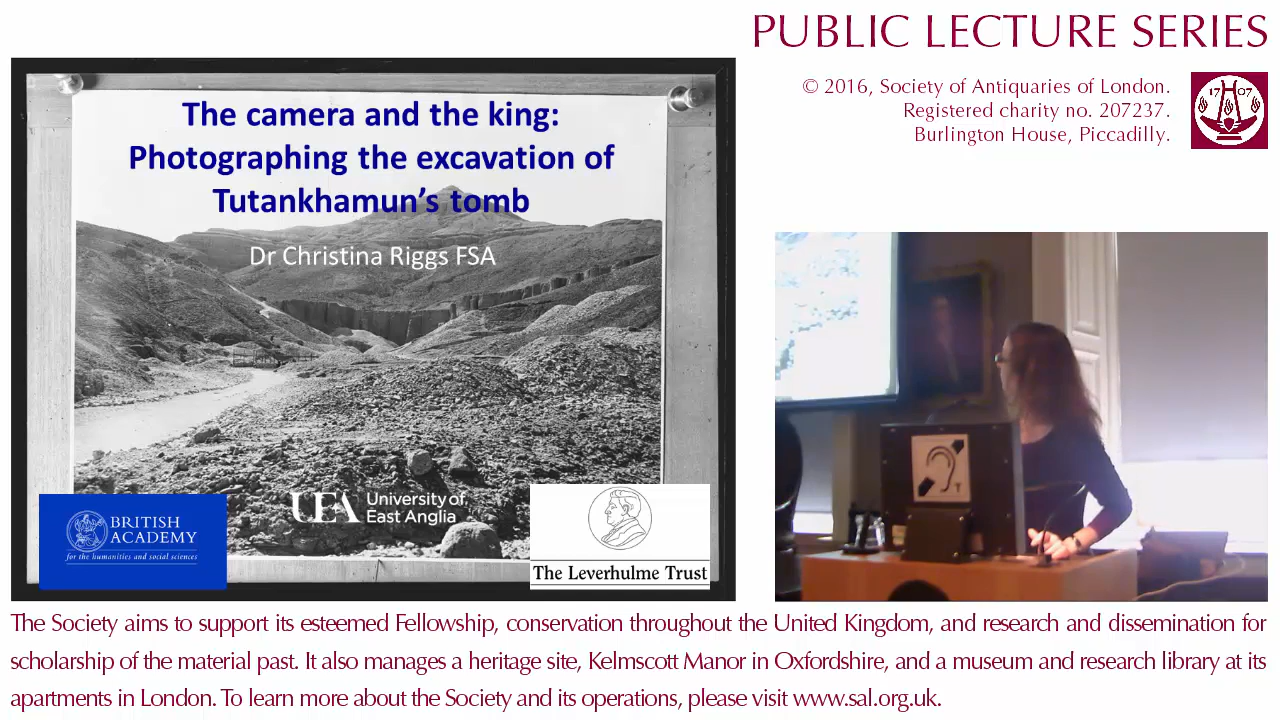 PUBLIC LECTURE SERIES
© 2016, Society of Antiquaries of London.
Registered charity no. 207237.
Burlington House, Piccadilly.
17 07
The camera and the king:
Photographing the excavation of
Tutankhamun's tomb
Dr Christina Riggs FSA
BRITISH
ACADEMY
for the humanities and social sciences
UEA University of
East Anglia
The Leverhulme Trust
T
The Society aims to support its esteemed Fellowship, conservation throughout the United Kingdom, and research and dissemination for
scholarship of the material past. It also manages a heritage site, Kelmscott Manor in Oxfordshire, and a museum and research library at its
apartments in London. To learn more about the Society and its operations, please visit www.sal.org.uk.